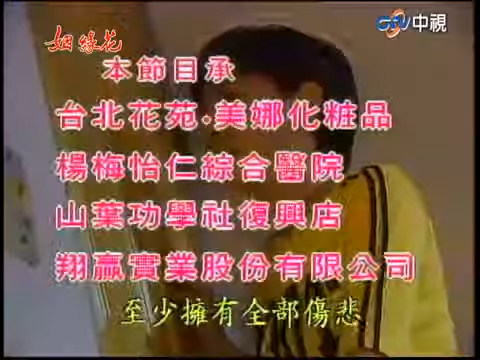 姻緣花
CTV中視
本節目承
台北花苑.美娜化粧品
楊梅怡仁綜合醫院
山葉功學社復興店
翔贏實業股份有限公司
至少擁有全部傷悲